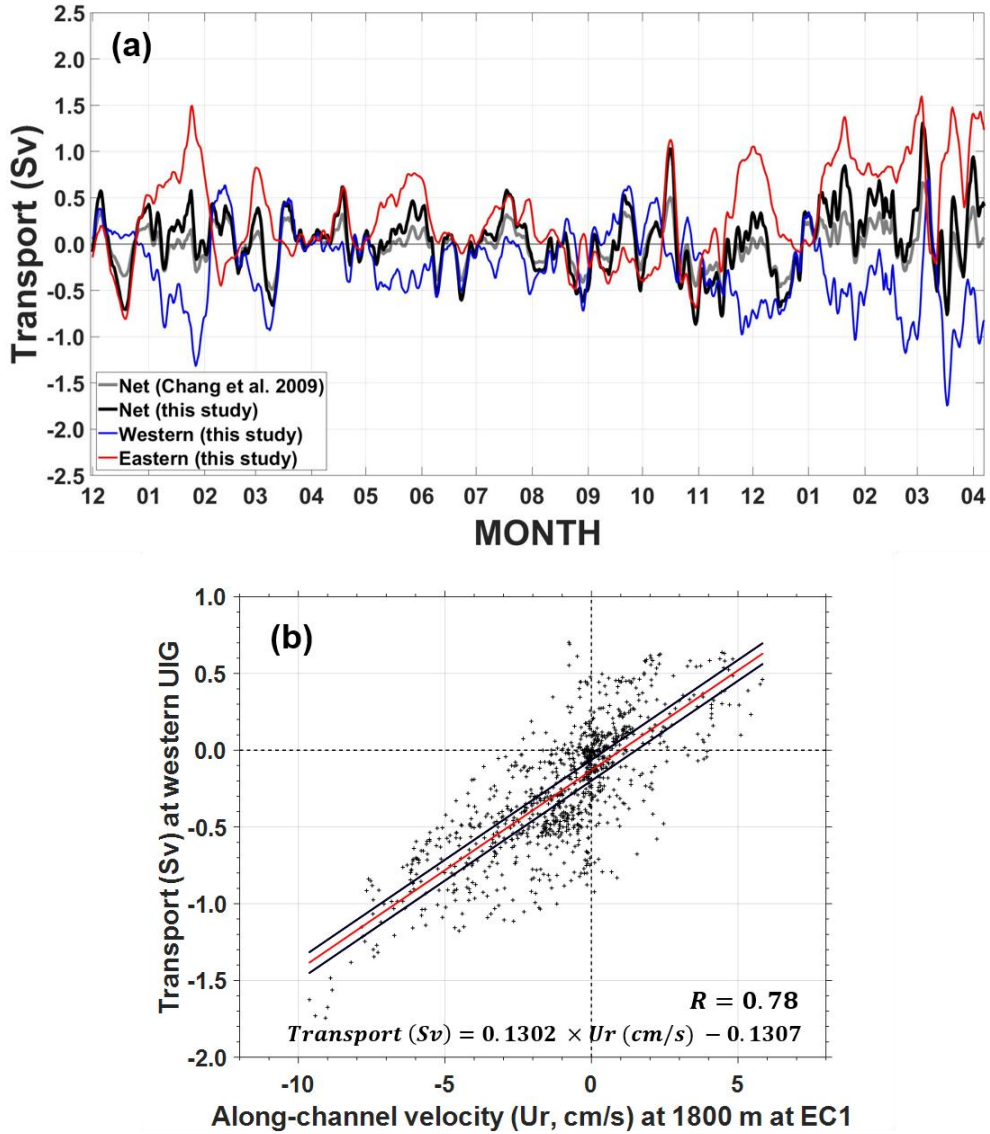 2.5
(a)
2.0
1.5
1.0
0.5
0.0
-0.5
-1.0
-1.5
-2.0
-2.5
Transport (Sv)
Net (Chang et al. 2009)
Net (this study)
Western (this study)
Eastern (this study)
12 01 02 03 04 05 06 07 08 09 10 11 12 01 02 03 04
MONTH
1.0
(b)
0.5
0.0
-0.5
-1.0
-1.5
-2.0
Transport (Sv) at western UIG
R = 0.78
Transport (Sv) = 0.1302 × Ur (cm/s) − 0.1307
-10 -5 0 5
Along-channel velocity (Ur, cm/s) at 1800 m at EC1